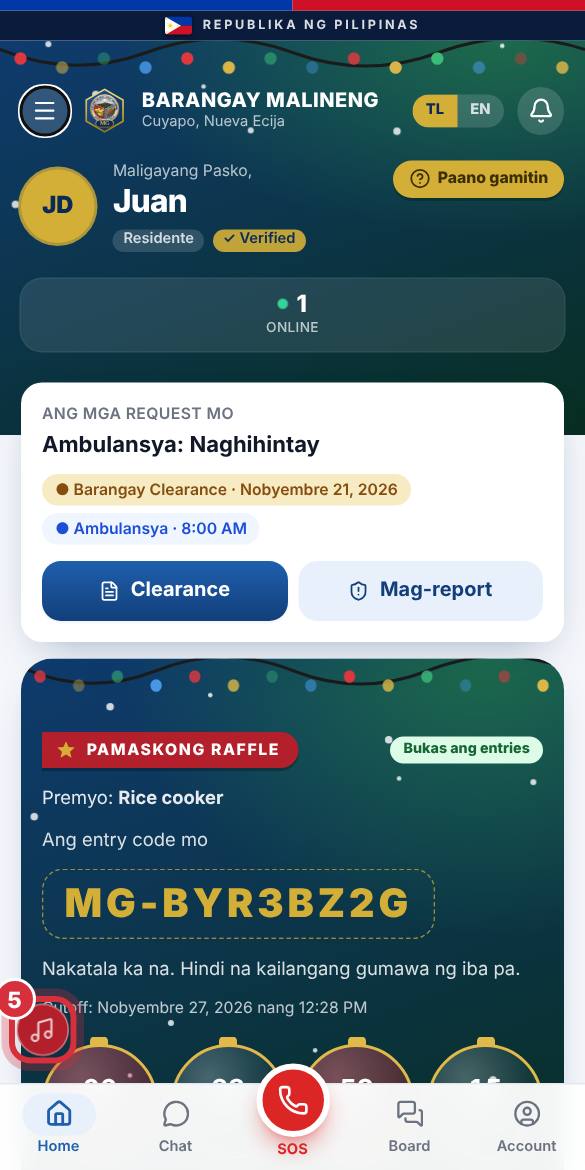 REPUBLIKA NG PILIPINAS
BARANGAY MALINENG
Cuyapo, Nueva Ecija
TL EN
Maligayang Pasko,
JD
Juan
Paano gamitin
Residente
✓ Verified
1
ONLINE
ANG MGA REQUEST MO
Ambulansya: Naghihintay
Barangay Clearance · Nobyembre 21, 2026
Ambulansya · 8:00 AM
Clearance
Mag-report
PAMASKONG RAFFLE
Bukas ang entries
Premyo: Rice cooker
Ang entry code mo
MG-BYR3BZ2G
Nakatala ka na. Hindi na kailangang gumawa ng iba pa.
5
Cutoff: Nobyembre 27, 2026 nang 12:28 PM
Home
Chat
SOS
Board
Account